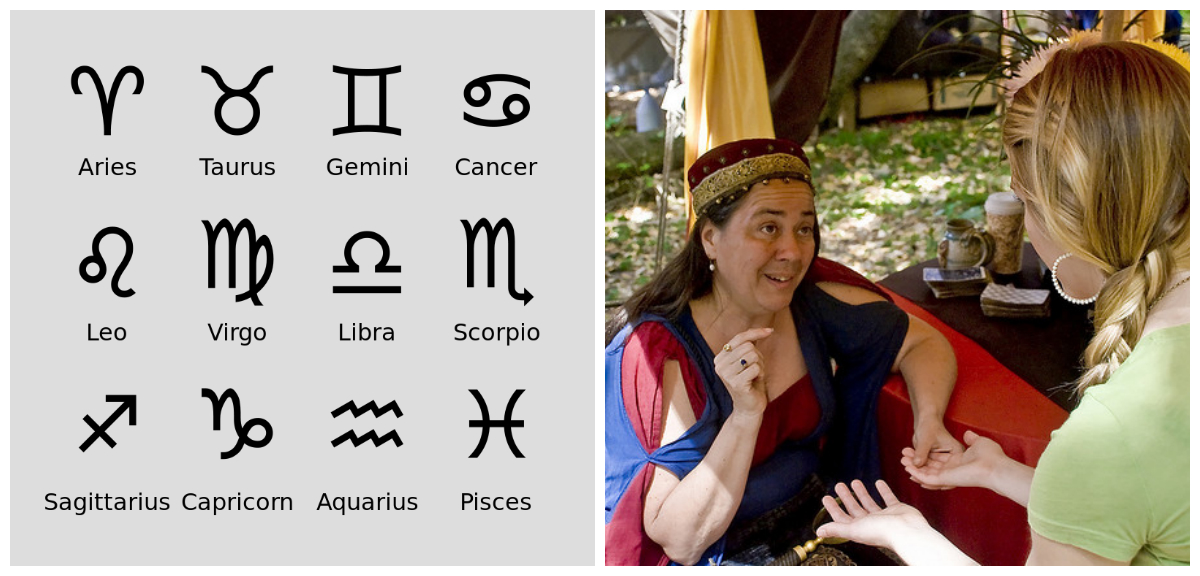 Aries Taurus Gemini Cancer
Leo Virgo Libra Scorpio
Sagittarius Capricorn Aquarius Pisces